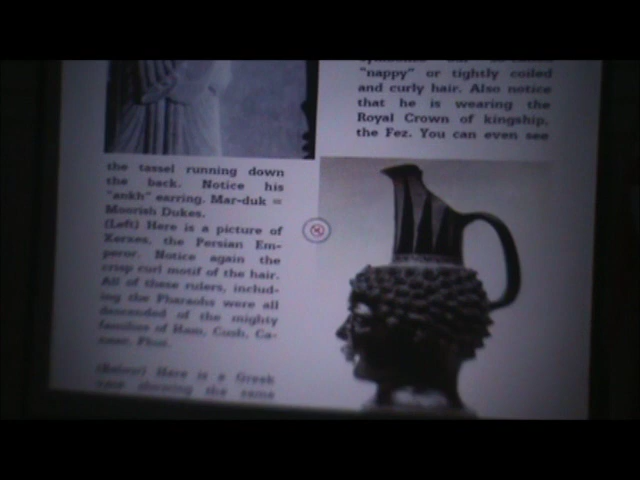 "nappy" or tightly coiled
and curly hair. Also notice
that he is wearing the
Royal Crown of kingship,
the Fez. You can even see
the tassel running down
the back. Notice his
"ankh" earring. Mar-duk =
Moorish Dukes.
(Left) Here is a picture of
Xerxes, the Persian Em-
peror. Notice again the
crisp curl motif of the hair.
All of these rulers, includ-
ing the Pharaohs were all
descended of the mighty
families of Ham, Cush, Ca-
naan, Phut.
(Below) Here is a Greek
vase showing the same